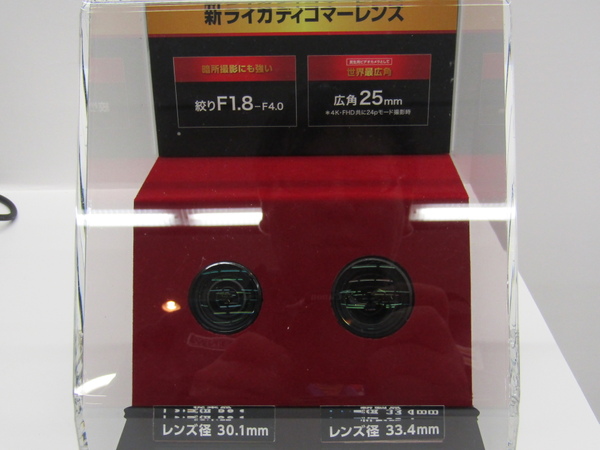 新ライカ ディコマーレンズ
暗所撮影にも強い
絞りF1.8-F4.0
世界最広角
広角25mm
*4K・FHD共に24pモード撮影時
レンズ径 30.1mm
レンズ径 33.4mm